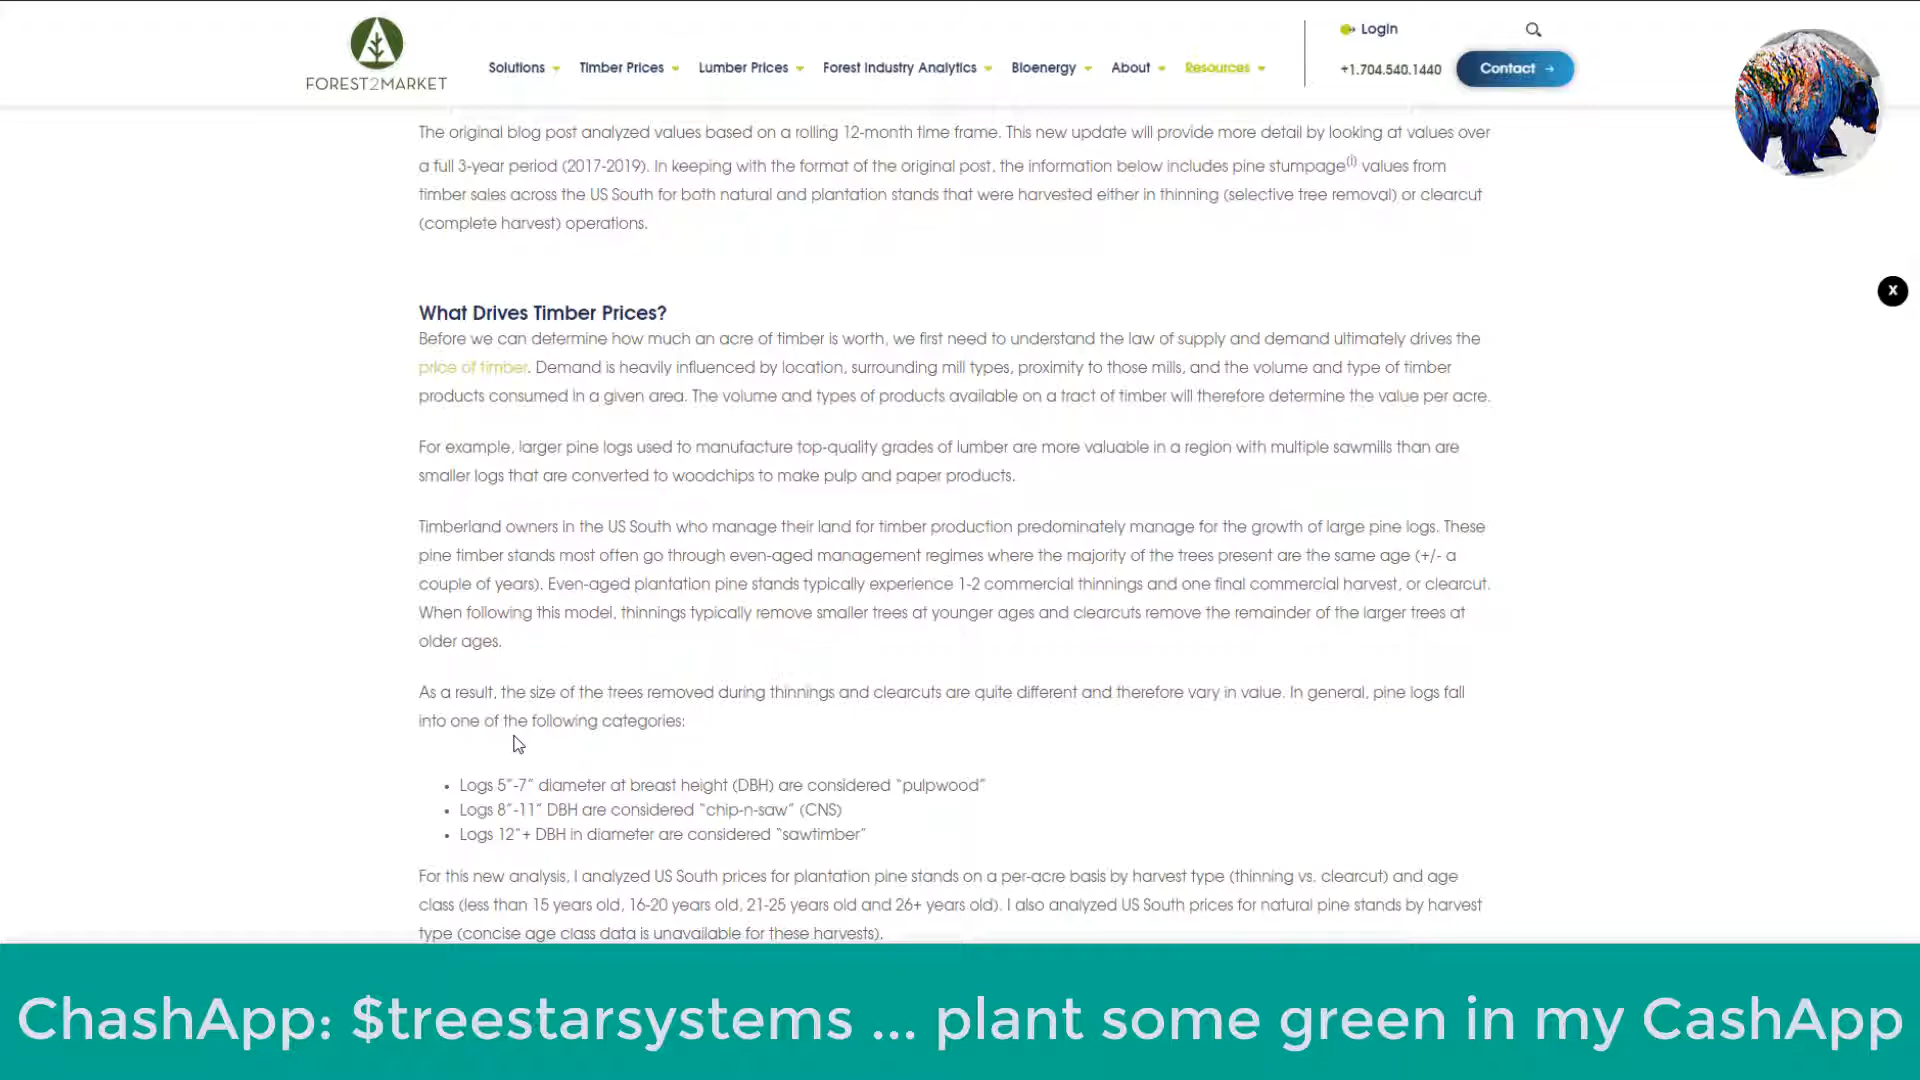 Login
FOREST2MARKET
Solutions
Timber Prices
Lumber Prices
Forest Industry Analytics
Bioenergy
About
Resources
+1.704.540.1440
Contact →
The original blog post analyzed values based on a rolling 12-month time frame. This new update will provide more detail by looking at values over
a full 3-year period (2017-2019). In keeping with the format of the original post, the information below includes pine stumpage(i) values from
timber sales across the US South for both natural and plantation stands that were harvested either in thinning (selective tree removal) or clearcut
(complete harvest) operations.
X
What Drives Timber Prices?
Before we can determine how much an acre of timber is worth, we first need to understand the law of supply and demand ultimately drives the
price of timber. Demand is heavily influenced by location, surrounding mill types, proximity to those mills, and the volume and type of timber
products consumed in a given area. The volume and types of products available on a tract of timber will therefore determine the value per acre.
For example, larger pine logs used to manufacture top-quality grades of lumber are more valuable in a region with multiple sawmills than are
smaller logs that are converted to woodchips to make pulp and paper products.
Timberland owners in the US South who manage their land for timber production predominately manage for the growth of large pine logs. These
pine timber stands most often go through even-aged management regimes where the majority of the trees present are the same age (+/- a
couple of years). Even-aged plantation pine stands typically experience 1-2 commercial thinnings and one final commercial harvest, or clearcut.
When following this model, thinnings typically remove smaller trees at younger ages and clearcuts remove the remainder of the larger trees at
older ages.
As a result, the size of the trees removed during thinnings and clearcuts are quite different and therefore vary in value. In general, pine logs fall
into one of the following categories:
• Logs 5"-7" diameter at breast height (DBH) are considered "pulpwood"
• Logs 8"-11" DBH are considered "chip-n-saw" (CNS)
• Logs 12"+ DBH in diameter are considered "sawtimber"
For this new analysis, I analyzed US South prices for plantation pine stands on a per-acre basis by harvest type (thinning vs. clearcut) and age
class (less than 15 years old, 16-20 years old, 21-25 years old and 26+ years old). I also analyzed US South prices for natural pine stands by harvest
type (concise age class data is unavailable for these harvests).
ChashApp: $treestarsystems ... plant some green in my CashApp